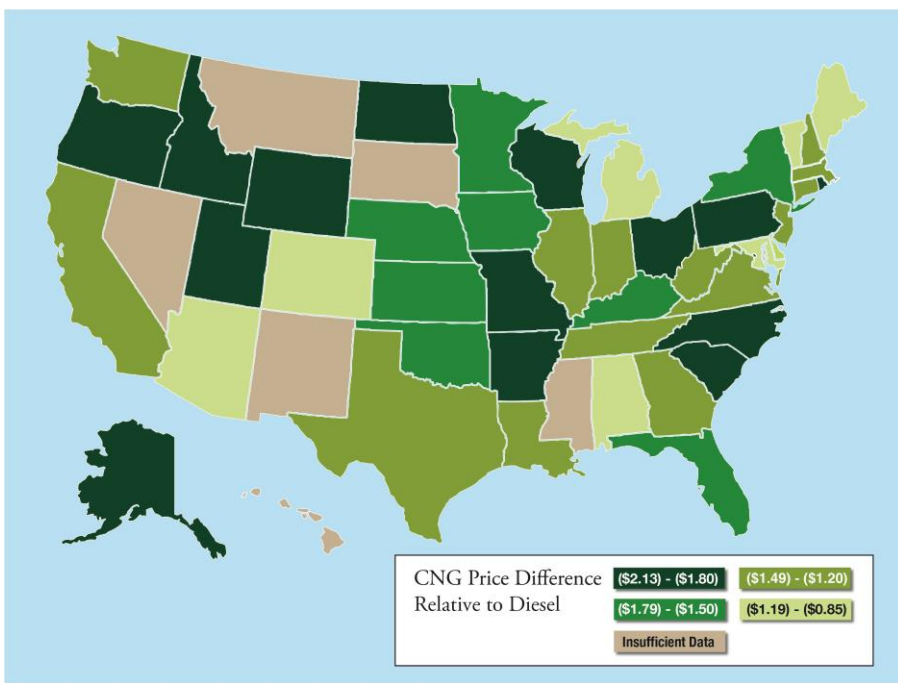 CNG Price Difference
Relative to Diesel
($2.13) - ($1.80)
($1.49) - ($1.20)
($1.79) - ($1.50)
($1.19) - ($0.85)
Insufficient Data